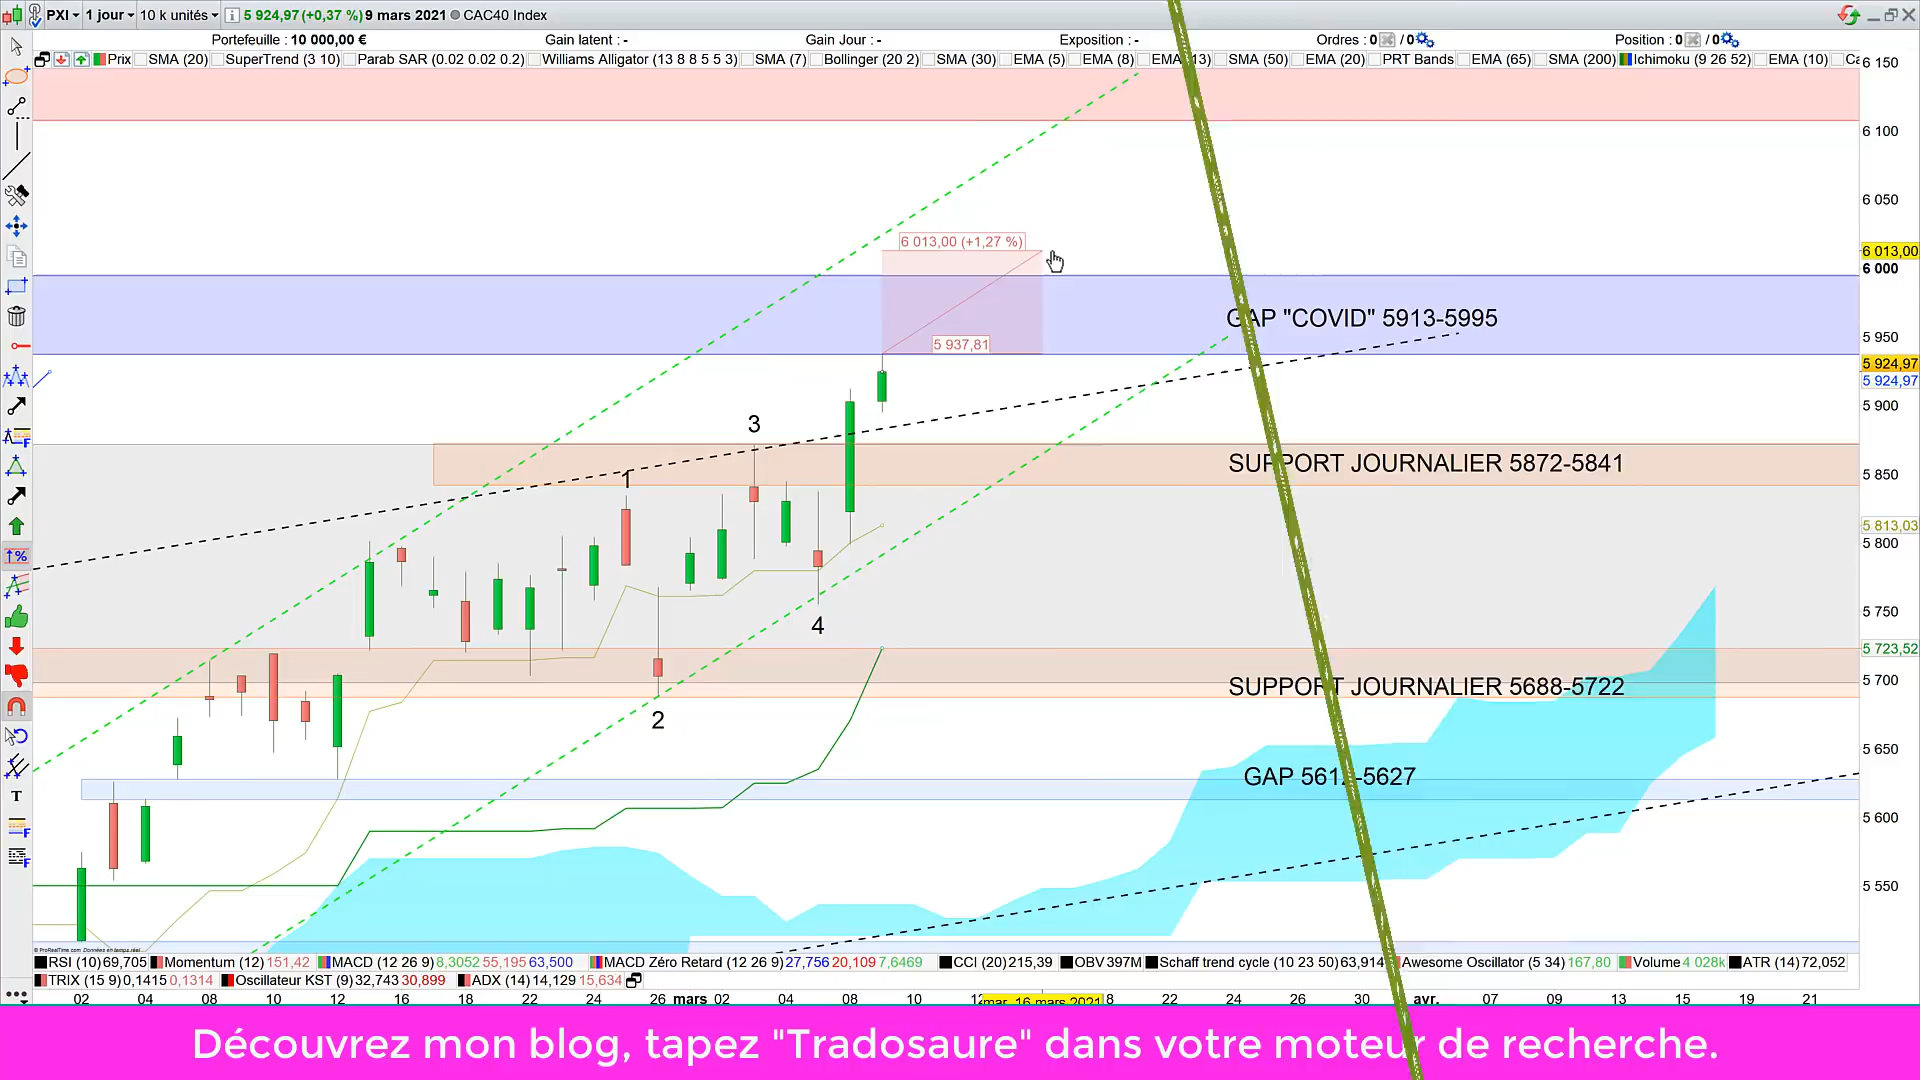 PXI 1 jour 10 k unités 5 924,97 (+0,37 %) 9 mars 2021 CAC40 Index
Portefeuille : 10 000,00 € Gain latent : - Gain Jour : - Exposition : - Ordres : 0 / 0 Position : 0 / 0
Prix SMA (20) SuperTrend (3 10) Parab SAR (0.02 0.02 0.2) Williams Alligator (13 8 8 5 5 3) SMA (7) Bollinger (20 2) SMA (30) EMA (5) EMA (8) EMA (13) SMA (50) EMA (20) PRT Bands EMA (65) SMA (200) Ichimoku (9 26 52) EMA (10)
6 150
6 100
6 050
6 013,00 (+1,27 %)
6 013,00
6 000
GAP "COVID" 5913-5995
5 950
5 937,81
5 924,97
5 924,97
5 900
3
SUPPORT JOURNALIER 5872-5841
1
5 850
5 813,03
5 800
4
5 750
5 723,52
SUPPORT JOURNALIER 5688-5722
5 700
2
5 650
GAP 561 -5627
5 600
5 550
© ProRealTime.com Données en temps réel
RSI (10) 69,705 Momentum (12) 151,42 MACD (12 26 9) 8,3052 55,195 63,500 MACD Zéro Retard (12 26 9) 27,756 20,109 7,6469 CCI (20) 215,39 OBV 397M Schaff trend cycle (10 23 50) 63,914 Awesome Oscillator (5 34) 167,80 Volume 4 028k ATR (14) 72,052
TRIX (15 9) 0,1415 0,1314 Oscillateur KST (9) 32,743 30,899 ADX (14) 14,129 15,634
02 04 08 10 12 16 18 22 24 26 mars 02 04 08 10 mar. 16 mars 2021 8 22 24 26 30 avr. 07 09 13 15 19 21
Découvrez mon blog, tapez "Tradosaure" dans votre moteur de recherche.